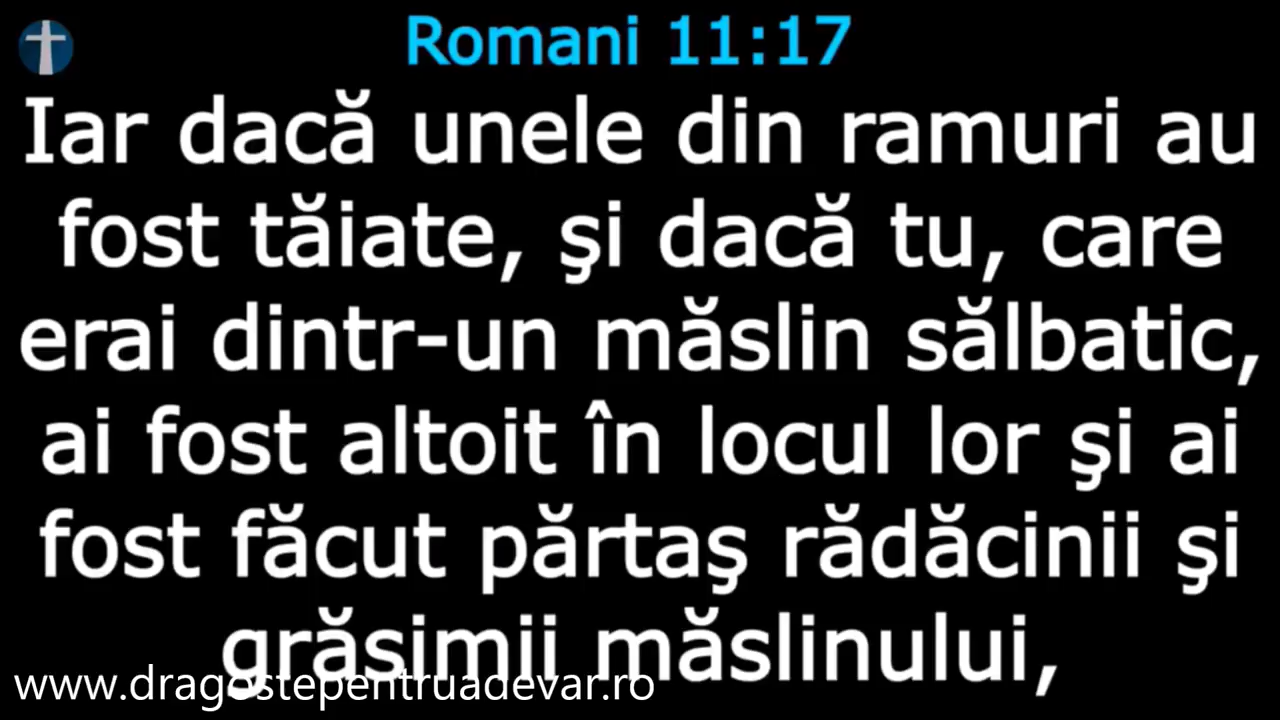 Romani 11:17
Iar dacă unele din ramuri au
fost tăiate, şi dacă tu, care
erai dintr-un măslin sălbatic,
ai fost altoit în locul lor şi ai
fost făcut părtaş rădăcinii şi
grăsimii măslinului,
www.dragostepentruadevar.ro